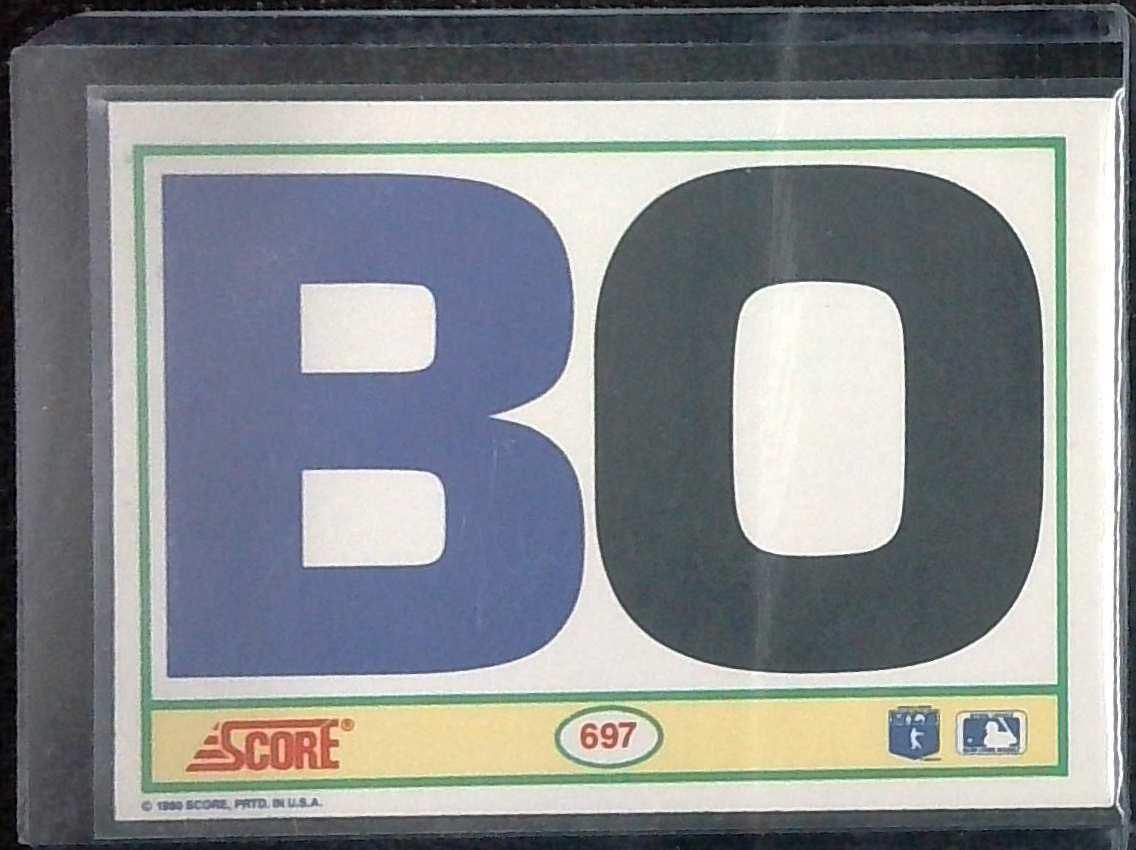 BO
SCORE®
697
© 1990 SCORE, PRTD. IN U.S.A.